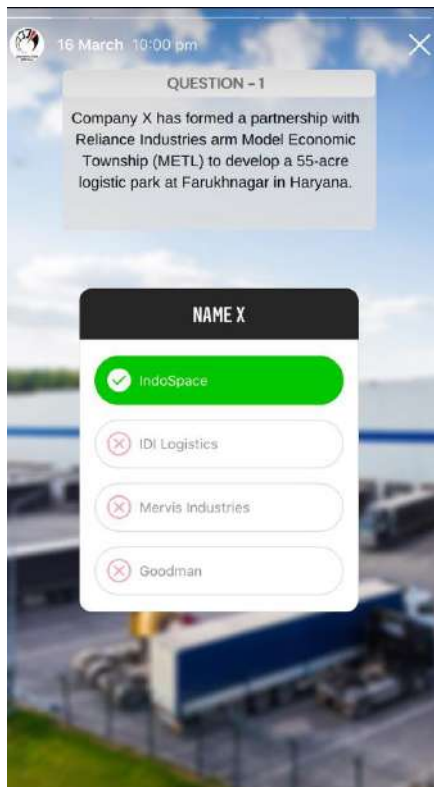 16 March 10:00 pm
QUESTION – 1
Company X has formed a partnership with
Reliance Industries arm Model Economic
Township (METL) to develop a 55-acre
logistic park at Farukhnagar in Haryana.
NAME X
IndoSpace
IDI Logistics
Mervis Industries
Goodman